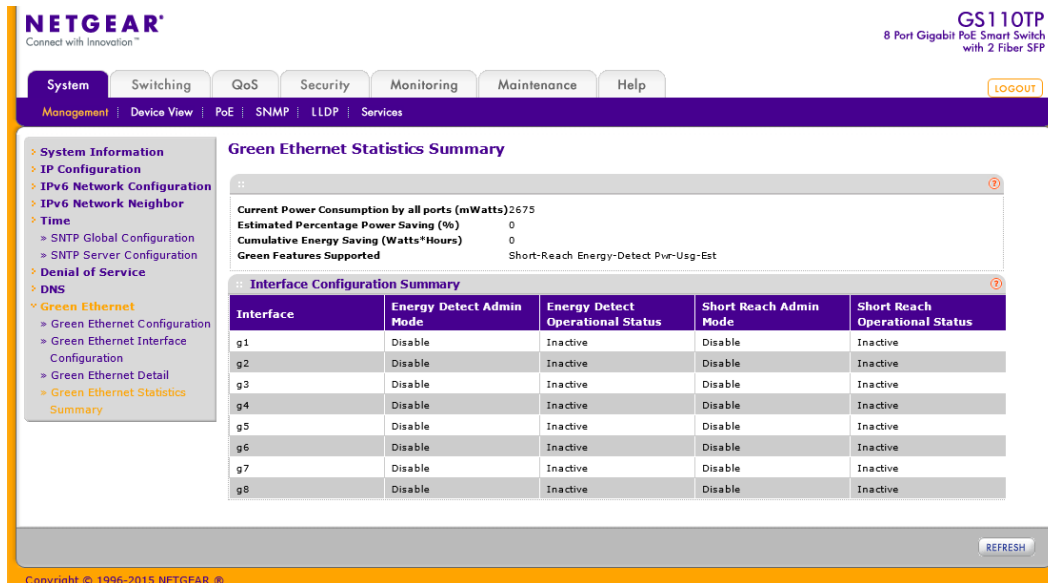 NETGEAR®
Connect with Innovation™
GS110TP
8 Port Gigabit PoE Smart Switch
with 2 Fiber SFP
System Switching QoS Security Monitoring Maintenance Help
LOGOUT
Management Device View PoE SNMP LLDP Services
System Information
IP Configuration
IPv6 Network Configuration
IPv6 Network Neighbor
Time
» SNTP Global Configuration
» SNTP Server Configuration
Denial of Service
DNS
Green Ethernet
» Green Ethernet Configuration
» Green Ethernet Interface
Configuration
» Green Ethernet Detail
» Green Ethernet Statistics
Summary
Green Ethernet Statistics Summary
Current Power Consumption by all ports (mWatts) 2675
Estimated Percentage Power Saving (%) 0
Cumulative Energy Saving (Watts*Hours) 0
Green Features Supported Short-Reach Energy-Detect Pwr-Usg-Est
Interface Configuration Summary
Interface Energy Detect Admin Mode Energy Detect Operational Status Short Reach Admin Mode Short Reach Operational Status
g1 Disable Inactive Disable Inactive
g2 Disable Inactive Disable Inactive
g3 Disable Inactive Disable Inactive
g4 Disable Inactive Disable Inactive
g5 Disable Inactive Disable Inactive
g6 Disable Inactive Disable Inactive
g7 Disable Inactive Disable Inactive
g8 Disable Inactive Disable Inactive
REFRESH
Copyright © 1996-2015 NETGEAR ®